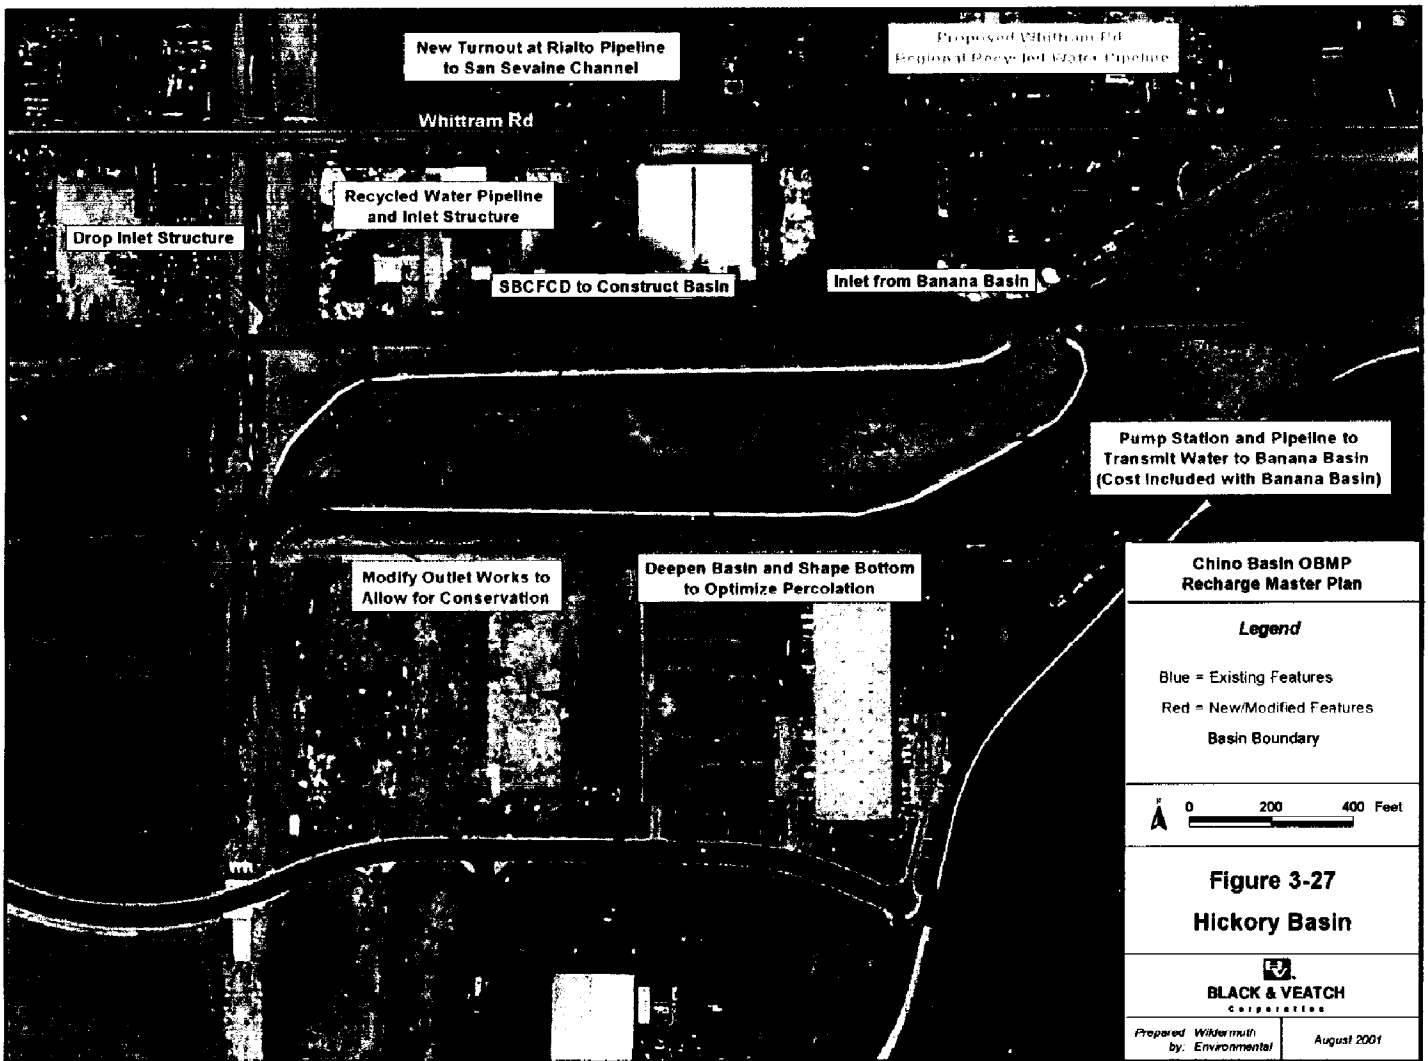 New Turnout at Rialto Pipeline
to San Sevaine Channel
Proposed Whittram Rd
Regional Recycled Water Pipeline
Whittram Rd
Recycled Water Pipeline
and Inlet Structure
Drop Inlet Structure
SBCFCD to Construct Basin
Inlet from Banana Basin
Pump Station and Pipeline to
Transmit Water to Banana Basin
(Cost Included with Banana Basin)
Modify Outlet Works to
Allow for Conservation
Deepen Basin and Shape Bottom
to Optimize Percolation
Chino Basin OBMP
Recharge Master Plan
Legend
Blue = Existing Features
Red = New/Modified Features
Basin Boundary
N
0 200 400 Feet
Figure 3-27
Hickory Basin
BV
BLACK & VEATCH
Corporation
Prepared by: Wildermuth Environmental
August 2001